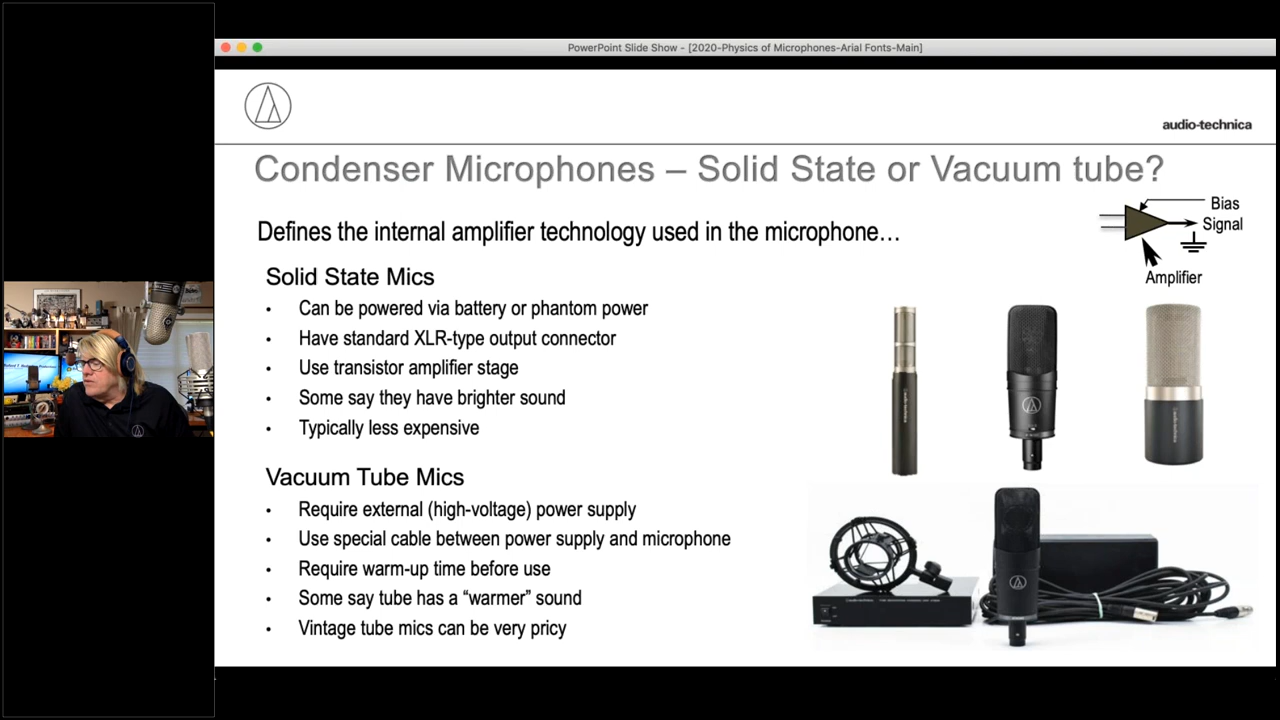 PowerPoint Slide Show - [2020-Physics of Microphones-Arial Fonts-Main]
audio-technica
Condenser Microphones – Solid State or Vacuum tube?
Defines the internal amplifier technology used in the microphone…
Bias
Signal
Amplifier
Solid State Mics
• Can be powered via battery or phantom power
• Have standard XLR-type output connector
• Use transistor amplifier stage
• Some say they have brighter sound
• Typically less expensive
Vacuum Tube Mics
• Require external (high-voltage) power supply
• Use special cable between power supply and microphone
• Require warm-up time before use
• Some say tube has a “warmer” sound
• Vintage tube mics can be very pricy